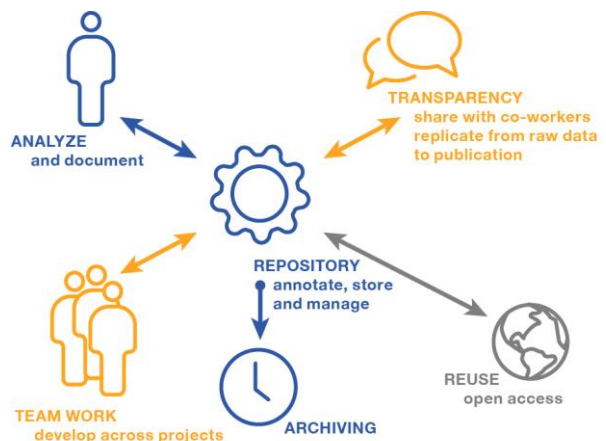 ANALYZE
and document
TRANSPARENCY
share with co-workers
replicate from raw data
to publication
REPOSITORY
annotate, store
and manage
TEAM WORK
develop across projects
ARCHIVING
REUSE
open access